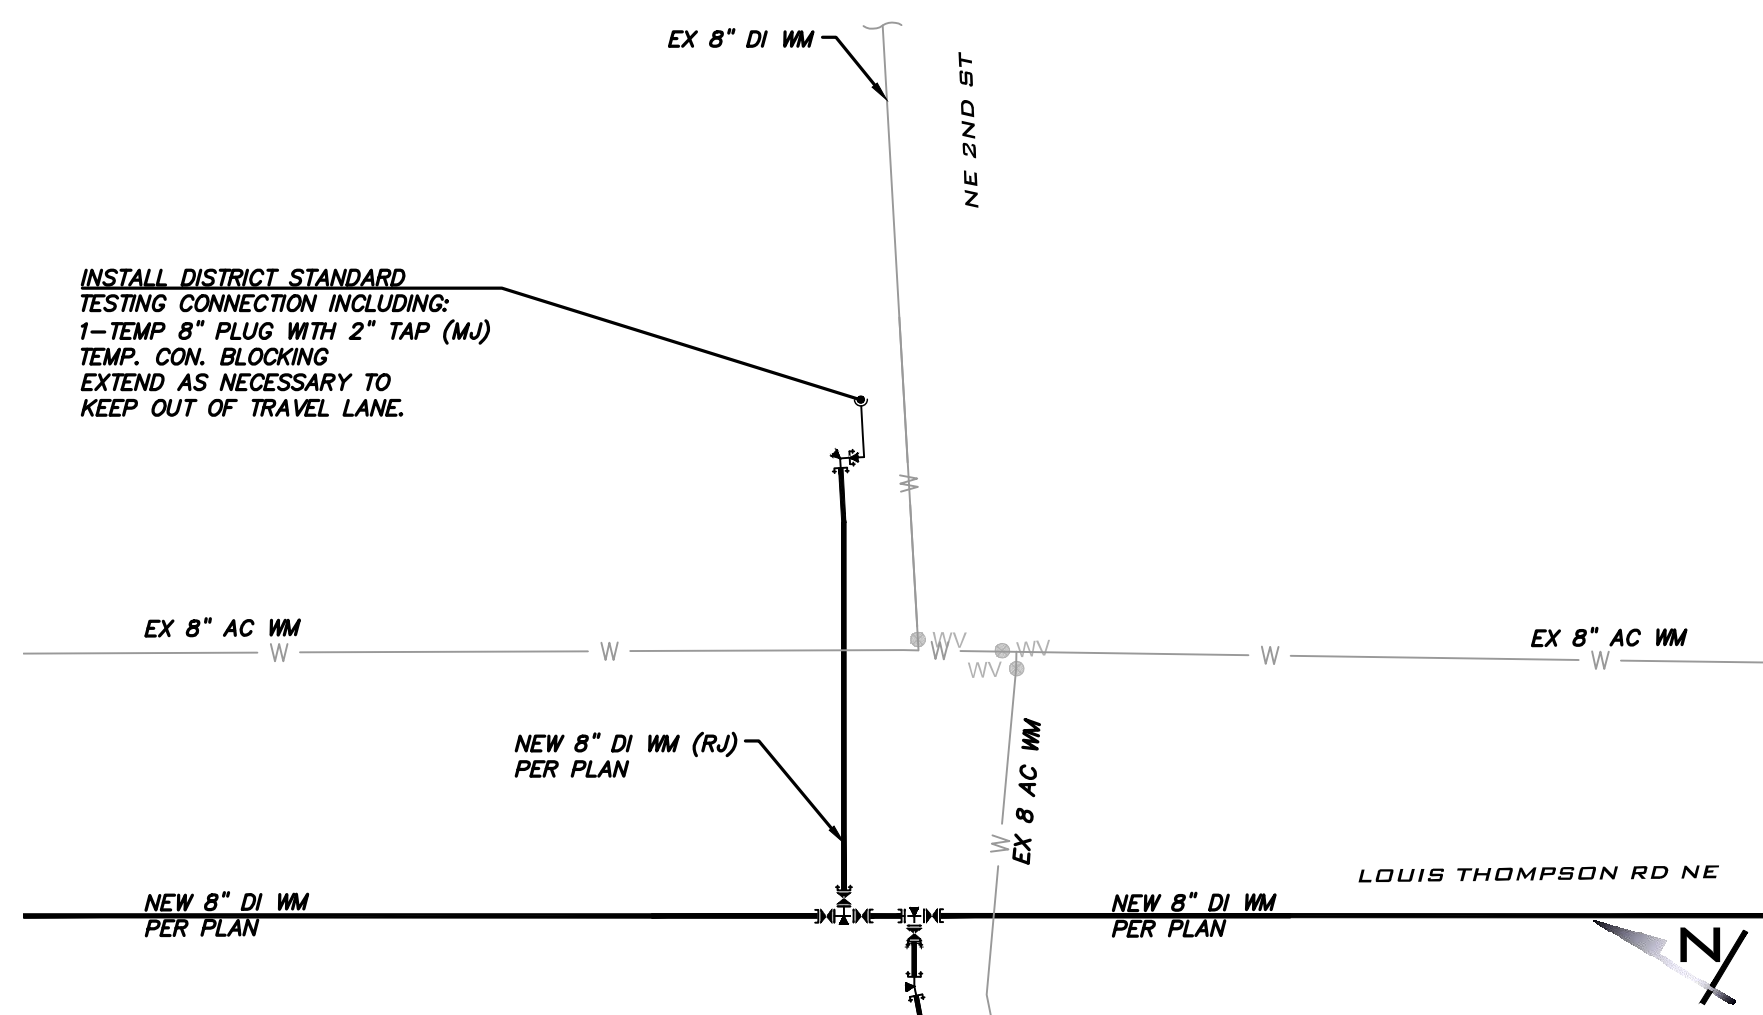 EX 8" DI WM
NE 2ND ST
INSTALL DISTRICT STANDARD
TESTING CONNECTION INCLUDING:
1-TEMP 8" PLUG WITH 2" TAP (MJ)
TEMP. CON. BLOCKING
EXTEND AS NECESSARY TO
KEEP OUT OF TRAVEL LANE.
W
EX 8" AC WM
EX 8" AC WM
W
W
WV
W
WV
WV
W
W
NEW 8" DI WM (RJ)
PER PLAN
EX 8 AC WM
W
LOUIS THOMPSON RD NE
NEW 8" DI WM
PER PLAN
NEW 8" DI WM
PER PLAN
N